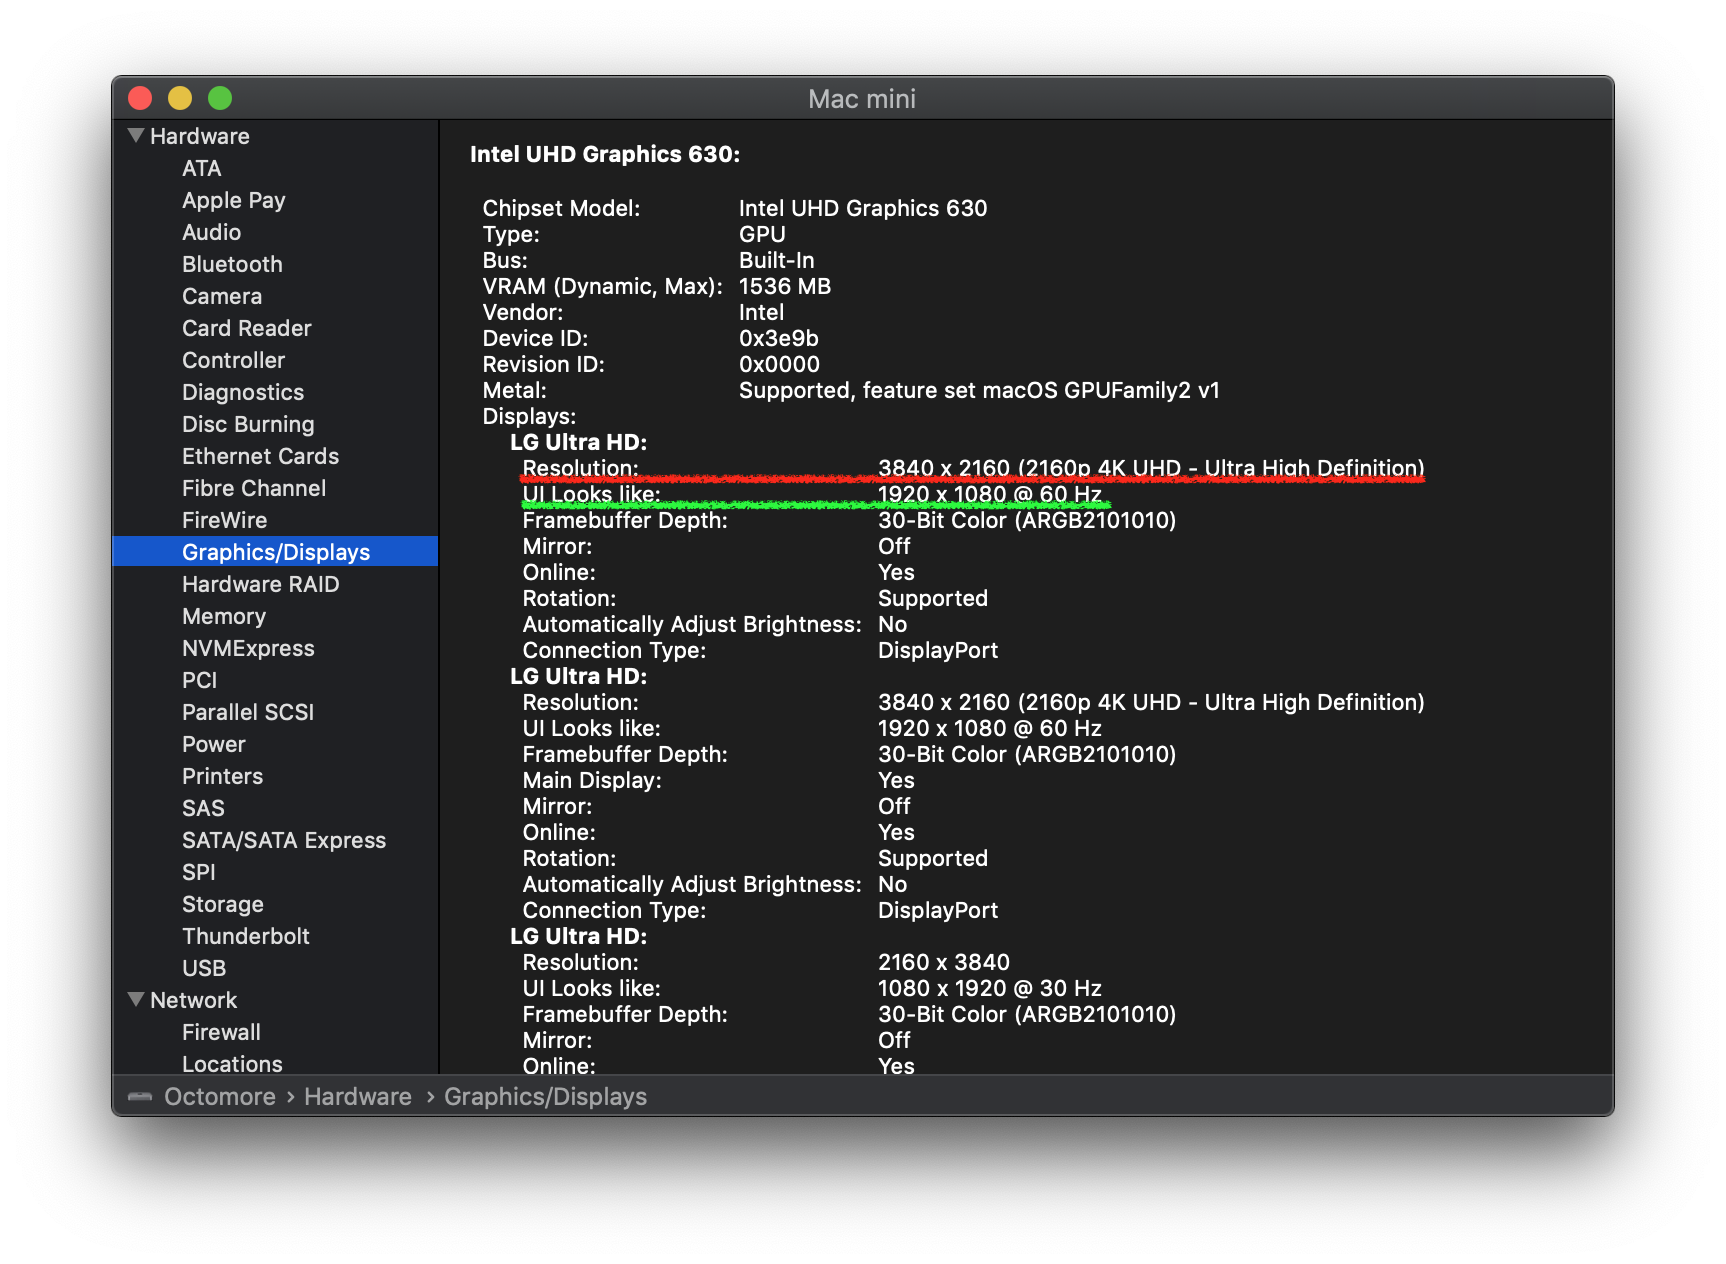 Mac mini
Hardware
ATA
Apple Pay
Audio
Bluetooth
Camera
Card Reader
Controller
Diagnostics
Disc Burning
Ethernet Cards
Fibre Channel
FireWire
Graphics/Displays
Hardware RAID
Memory
NVMExpress
PCI
Parallel SCSI
Power
Printers
SAS
SATA/SATA Express
SPI
Storage
Thunderbolt
USB
Network
Firewall
Locations
Intel UHD Graphics 630:
Chipset Model: Intel UHD Graphics 630
Type: GPU
Bus: Built-In
VRAM (Dynamic, Max): 1536 MB
Vendor: Intel
Device ID: 0x3e9b
Revision ID: 0x0000
Metal: Supported, feature set macOS GPUFamily2 v1
Displays:
LG Ultra HD:
Resolution: 3840 x 2160 (2160p 4K UHD - Ultra High Definition)
UI Looks like: 1920 x 1080 @ 60 Hz
Framebuffer Depth: 30-Bit Color (ARGB2101010)
Mirror: Off
Online: Yes
Rotation: Supported
Automatically Adjust Brightness: No
Connection Type: DisplayPort
LG Ultra HD:
Resolution: 3840 x 2160 (2160p 4K UHD - Ultra High Definition)
UI Looks like: 1920 x 1080 @ 60 Hz
Framebuffer Depth: 30-Bit Color (ARGB2101010)
Main Display: Yes
Mirror: Off
Online: Yes
Rotation: Supported
Automatically Adjust Brightness: No
Connection Type: DisplayPort
LG Ultra HD:
Resolution: 2160 x 3840
UI Looks like: 1080 x 1920 @ 30 Hz
Framebuffer Depth: 30-Bit Color (ARGB2101010)
Mirror: Off
Online: Yes
Octomore › Hardware › Graphics/Displays